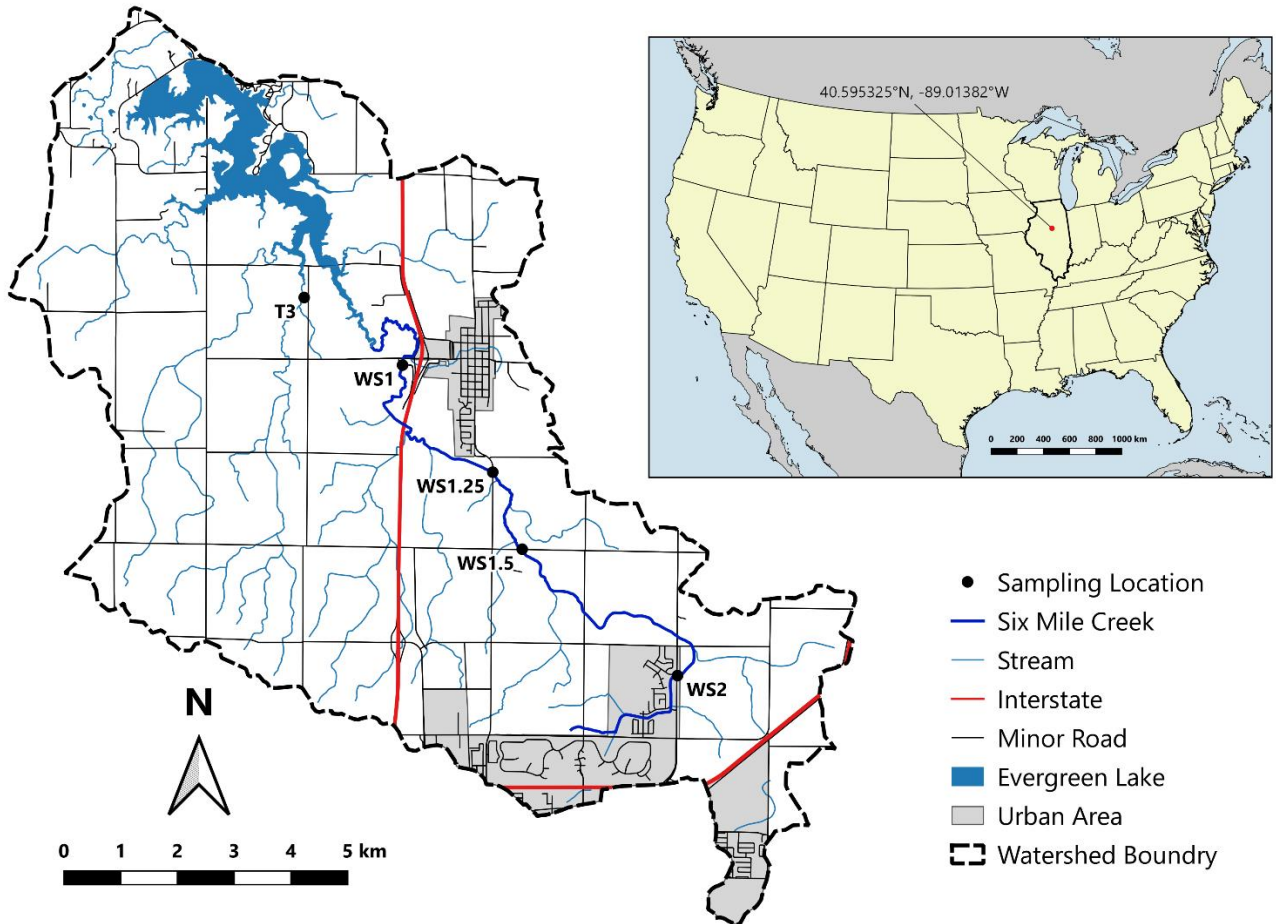 40.595325°N, -89.01382°W
0 200 400 600 800 1000 km
T3
WS1
WS1.25
WS1.5
WS2
N
0 1 2 3 4 5 km
Sampling Location
Six Mile Creek
Stream
Interstate
Minor Road
Evergreen Lake
Urban Area
Watershed Boundry